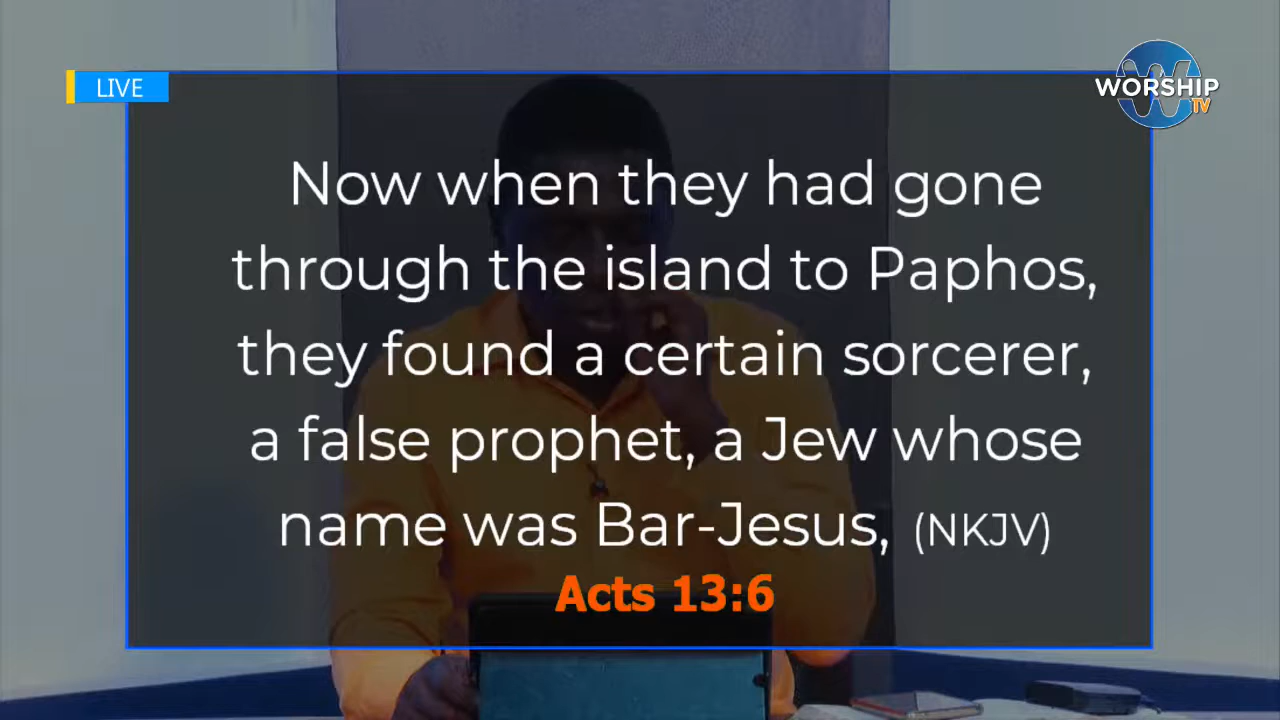 LIVE
WORSHIP
TV
Now when they had gone
through the island to Paphos,
they found a certain sorcerer,
a false prophet, a Jew whose
name was Bar-Jesus, (NKJV)
Acts 13:6